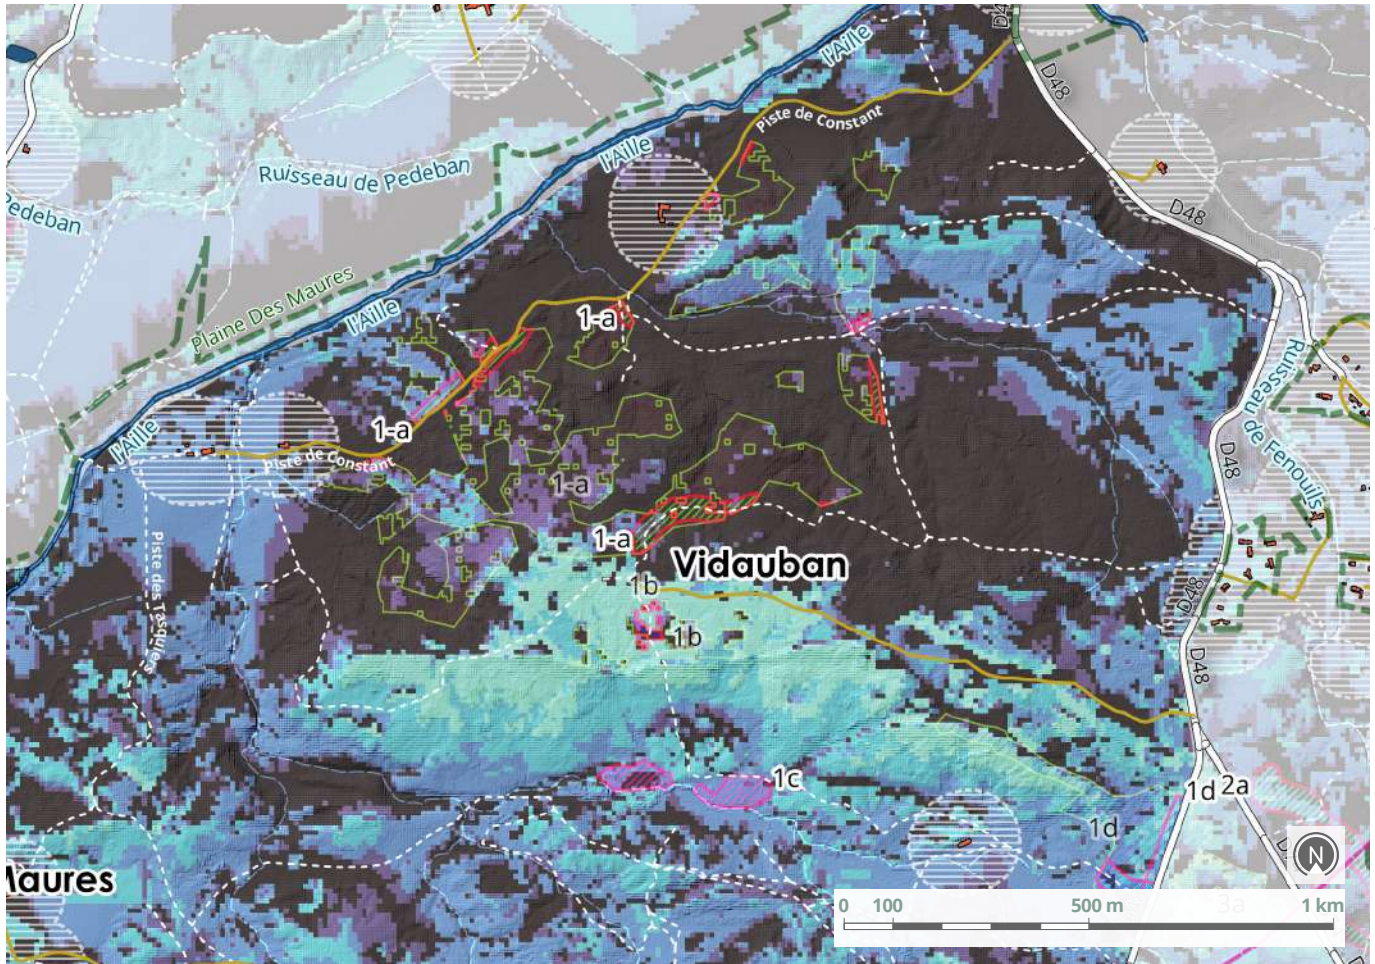 D48
l'Aille
D48
Piste de Constant
l'Aille
Ruisseau de Pedeban
Pedeban
D48
Plaine Des Maures
l'Aille
1-a
Ruisseau de Fenouils
l'Aille
1-a
Piste de Constant
D48
1-a
1-a
Piste des Tasquiers
Vidauban
1b
D48
1b
D48
1c
1d
2a
1d
Maures
N
3a
0 100 500 m 1 km